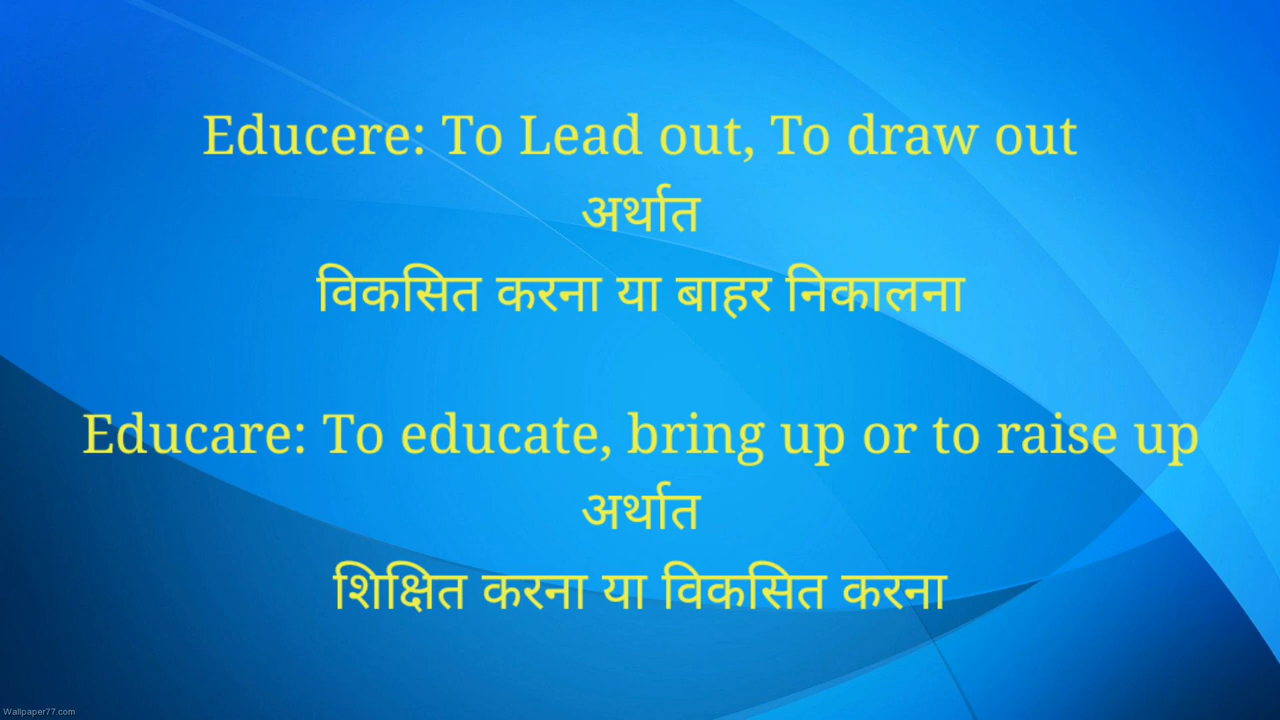 Educere: To Lead out, To draw out
अर्थात
विकसित करना या बाहर निकालना
Educare: To educate, bring up or to raise up
अर्थात
शिक्षित करना या विकसित करना
Wallpaper77.com